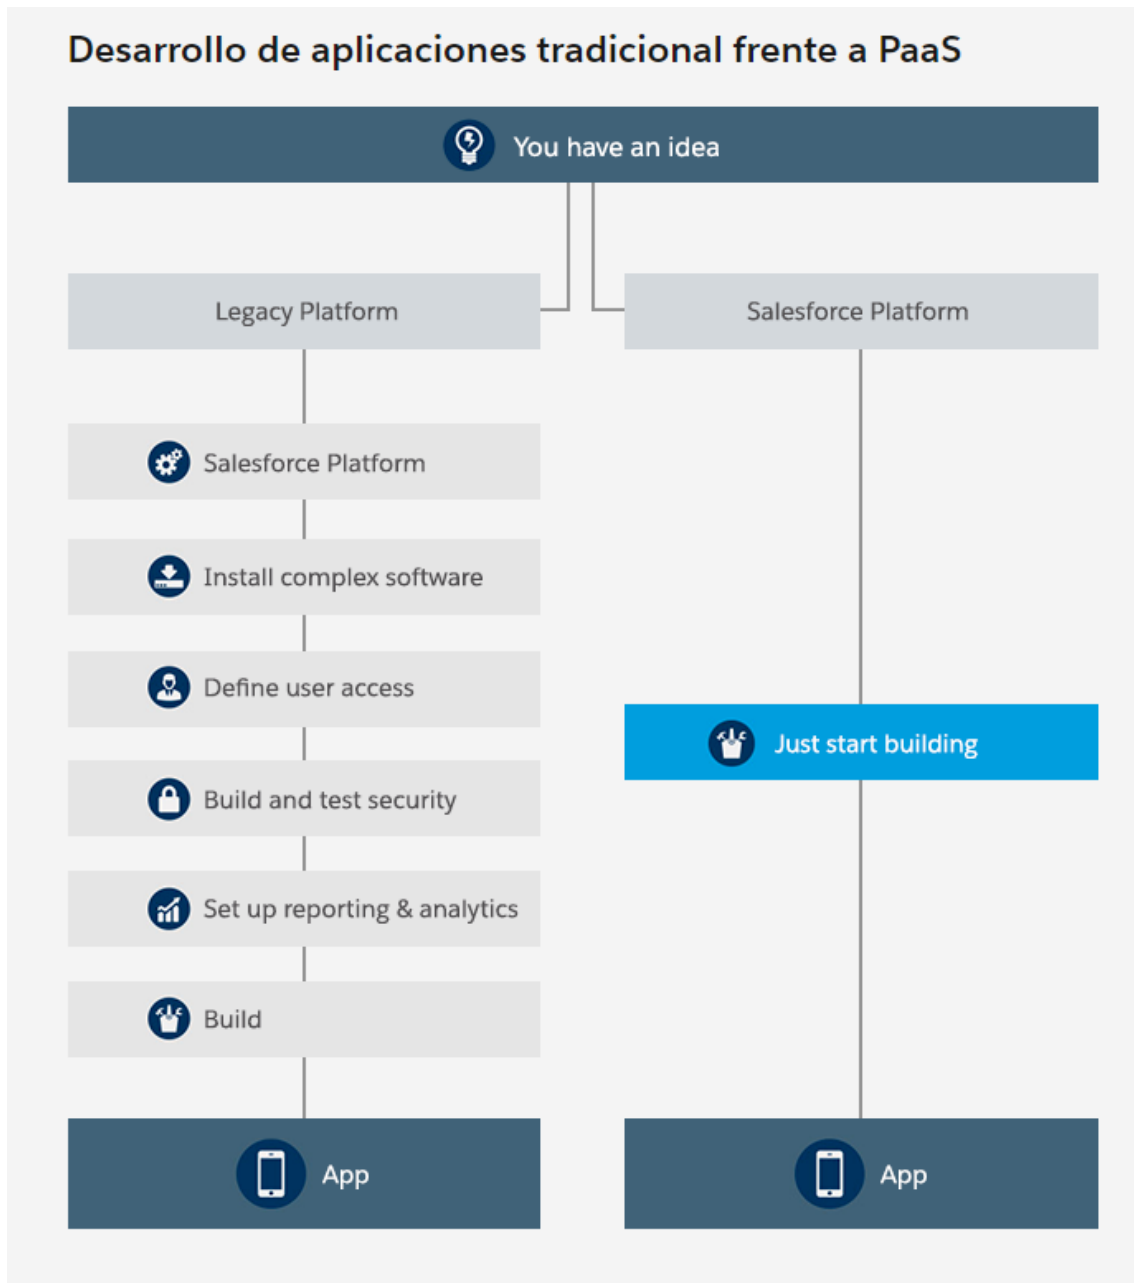 Desarrollo de aplicaciones tradicional frente a PaaS
You have an idea
Legacy Platform
Salesforce Platform
Salesforce Platform
Install complex software
Define user access
Build and test security
Set up reporting & analytics
Build
App
Just start building
App